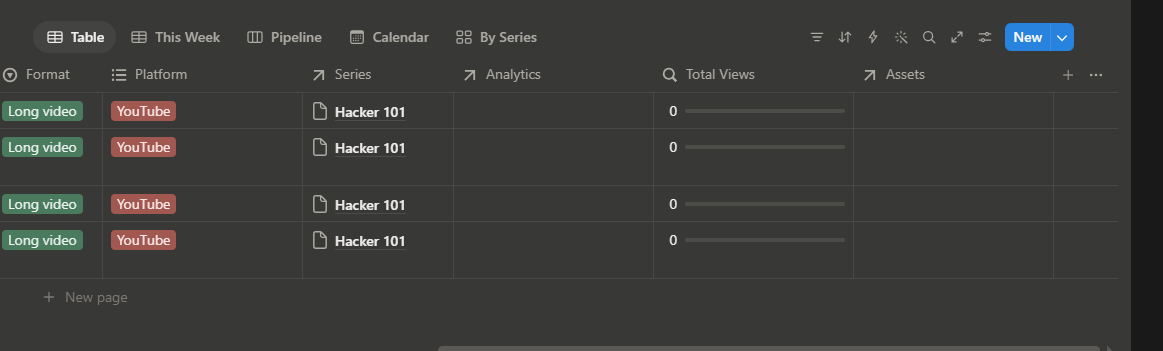 Table This Week Pipeline Calendar By Series New
Format Platform Series Analytics Total Views Assets
Long video YouTube Hacker 101 0
Long video YouTube Hacker 101 0
Long video YouTube Hacker 101 0
Long video YouTube Hacker 101 0
New page